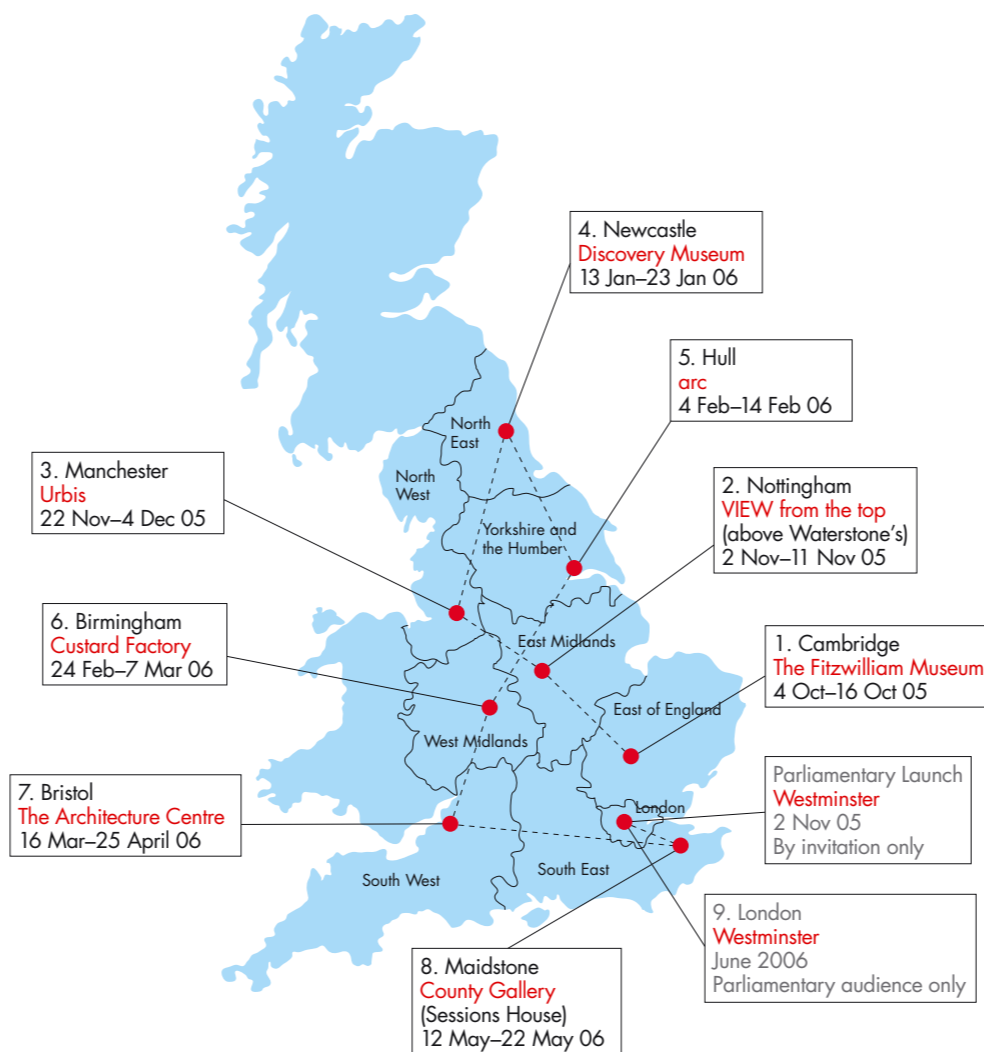 4. Newcastle
Discovery Museum
13 Jan–23 Jan 06
5. Hull
arc
4 Feb–14 Feb 06
North
East
3. Manchester
Urbis
22 Nov–4 Dec 05
North
West
2. Nottingham
VIEW from the top
(above Waterstone’s)
2 Nov–11 Nov 05
Yorkshire and
the Humber
6. Birmingham
Custard Factory
24 Feb–7 Mar 06
East Midlands
1. Cambridge
The Fitzwilliam Museum
4 Oct–16 Oct 05
East of England
West Midlands
7. Bristol
The Architecture Centre
16 Mar–25 April 06
London
Parliamentary Launch
Westminster
2 Nov 05
By invitation only
South West
South East
9. London
Westminster
June 2006
Parliamentary audience only
8. Maidstone
County Gallery
(Sessions House)
12 May–22 May 06